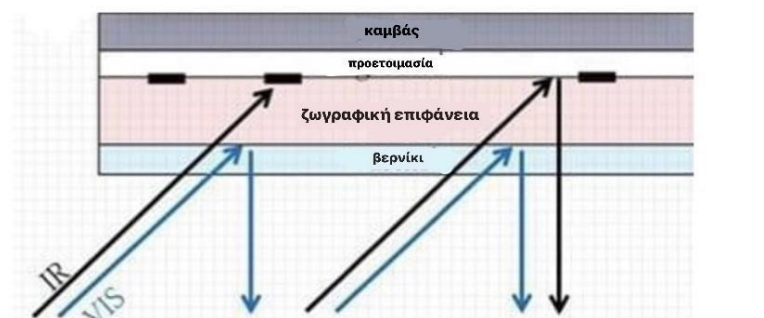 καμβάς
προετοιμασία
ζωγραφική επιφάνεια
βερνίκι
IR
VIS